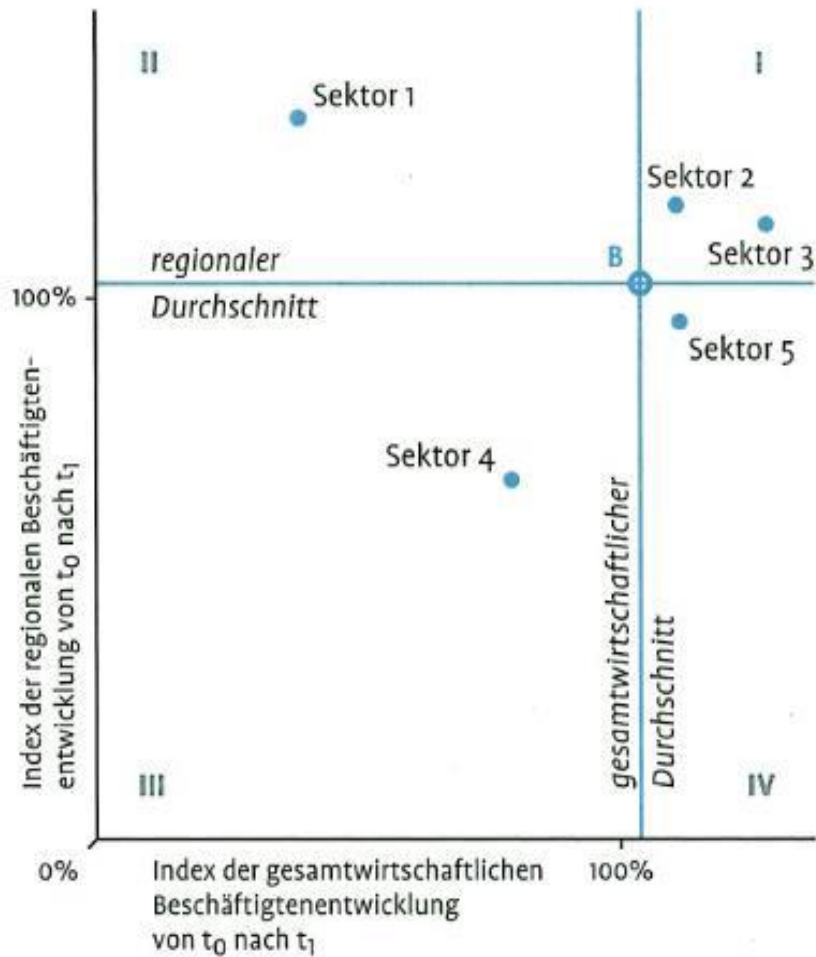 II
I
Sektor 1
Sektor 2
Sektor 3
B
regionaler
Durchschnitt
100%
Sektor 5
Sektor 4
Index der regionalen Beschäftigten-
entwicklung von t₀ nach t₁
gesamtwirtschaftlicher
Durchschnitt
III
IV
0%
Index der gesamtwirtschaftlichen
Beschäftigtenentwicklung
von t₀ nach t₁
100%